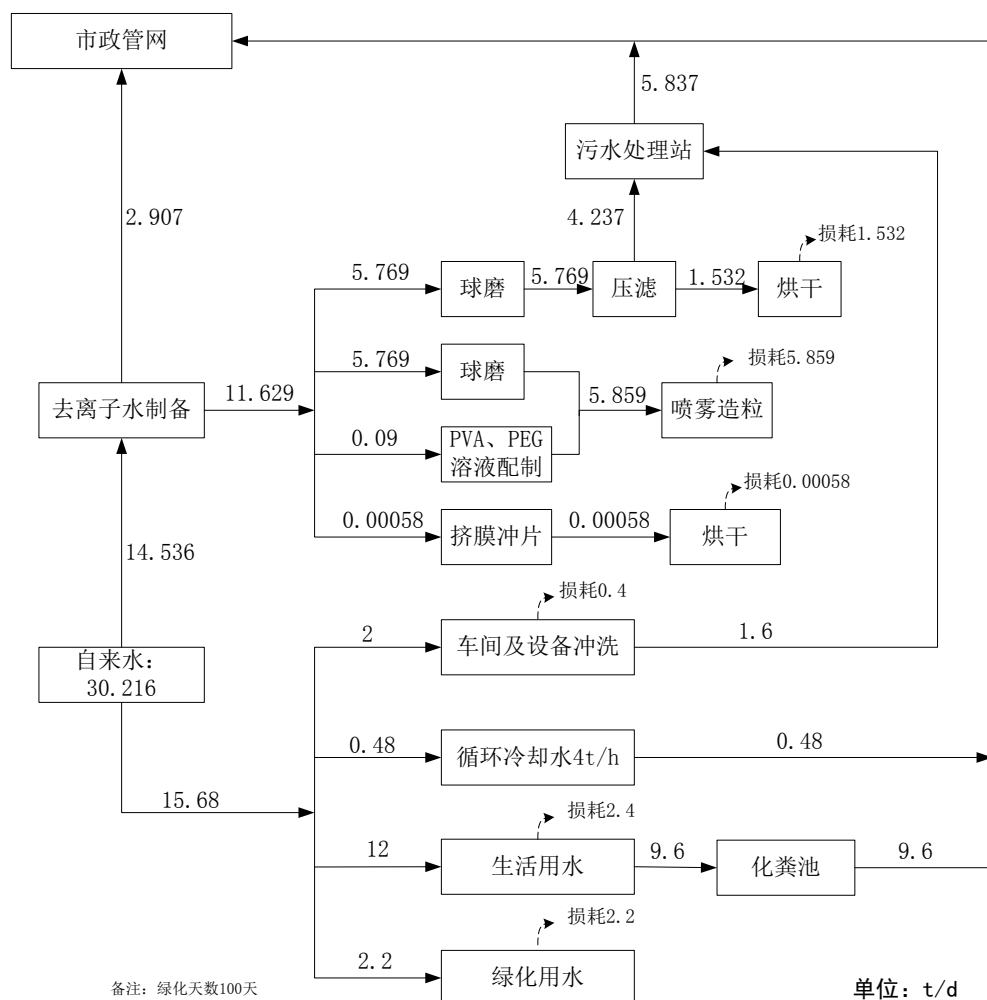 市政管网
5.837
污水处理站
2.907
4.237
损耗1.532
5.769
球磨
5.769
压滤
1.532
烘干
5.769
球磨
损耗5.859
去离子水制备
11.629
5.859
喷雾造粒
0.09
PVA、PEG
溶液配制
损耗0.00058
0.00058
挤膜冲片
0.00058
烘干
14.536
损耗0.4
2
车间及设备冲洗
1.6
自来水:
30.216
0.48
循环冷却水4t/h
0.48
15.68
损耗2.4
12
生活用水
9.6
化粪池
9.6
损耗2.2
2.2
绿化用水
备注: 绿化天数100天
单位: t/d